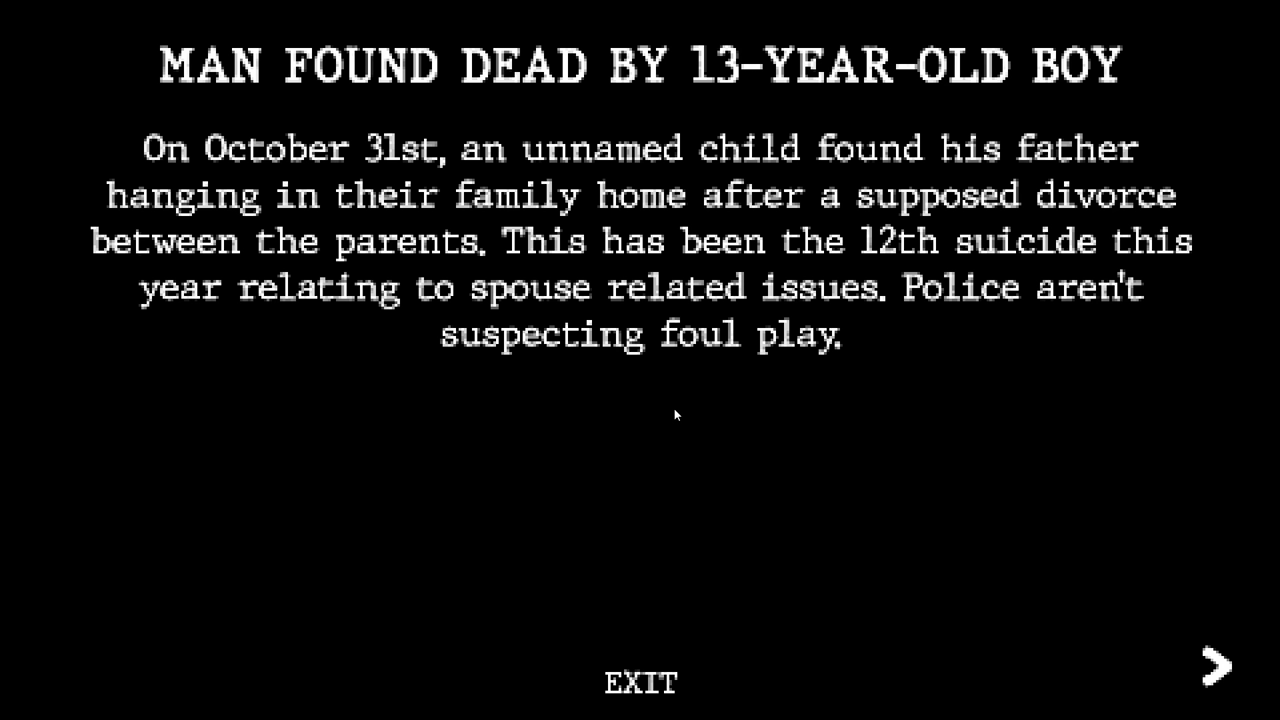 MAN FOUND DEAD BY 13-YEAR-OLD BOY
On October 31st, an unnamed child found his father
hanging in their family home after a supposed divorce
between the parents. This has been the 12th suicide this
year relating to spouse related issues. Police aren't
suspecting foul play.
EXIT
>